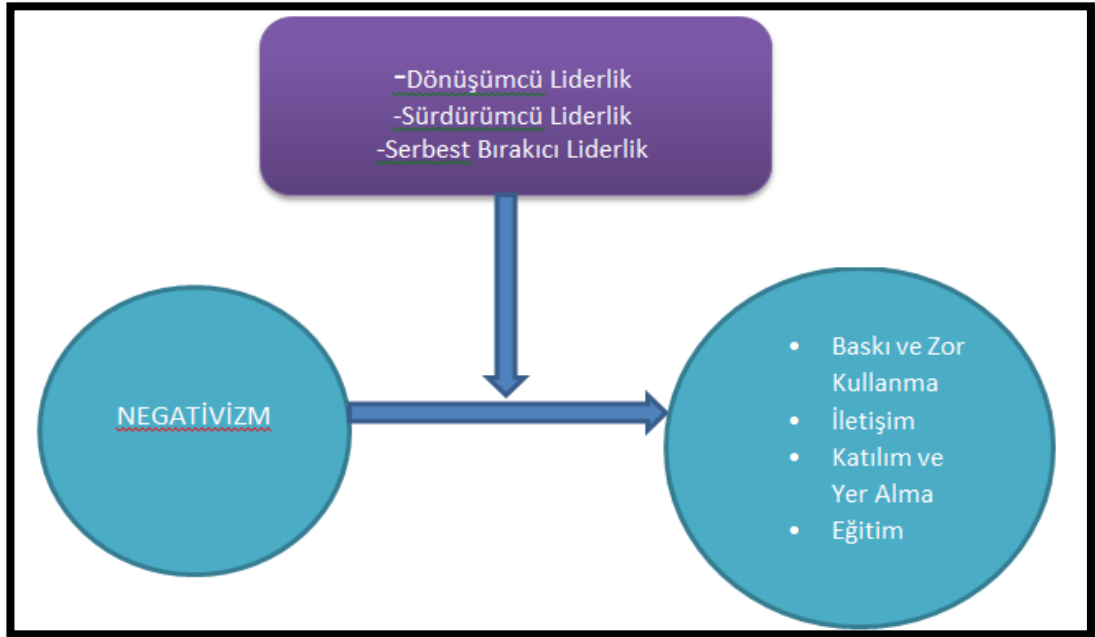 -Dönüşümcü Liderlik
-Sürdürümcü Liderlik
-Serbest Bırakıcı Liderlik
NEGATİVİZM
• Baskı ve Zor
Kullanma
• İletişim
• Katılım ve
Yer Alma
• Eğitim